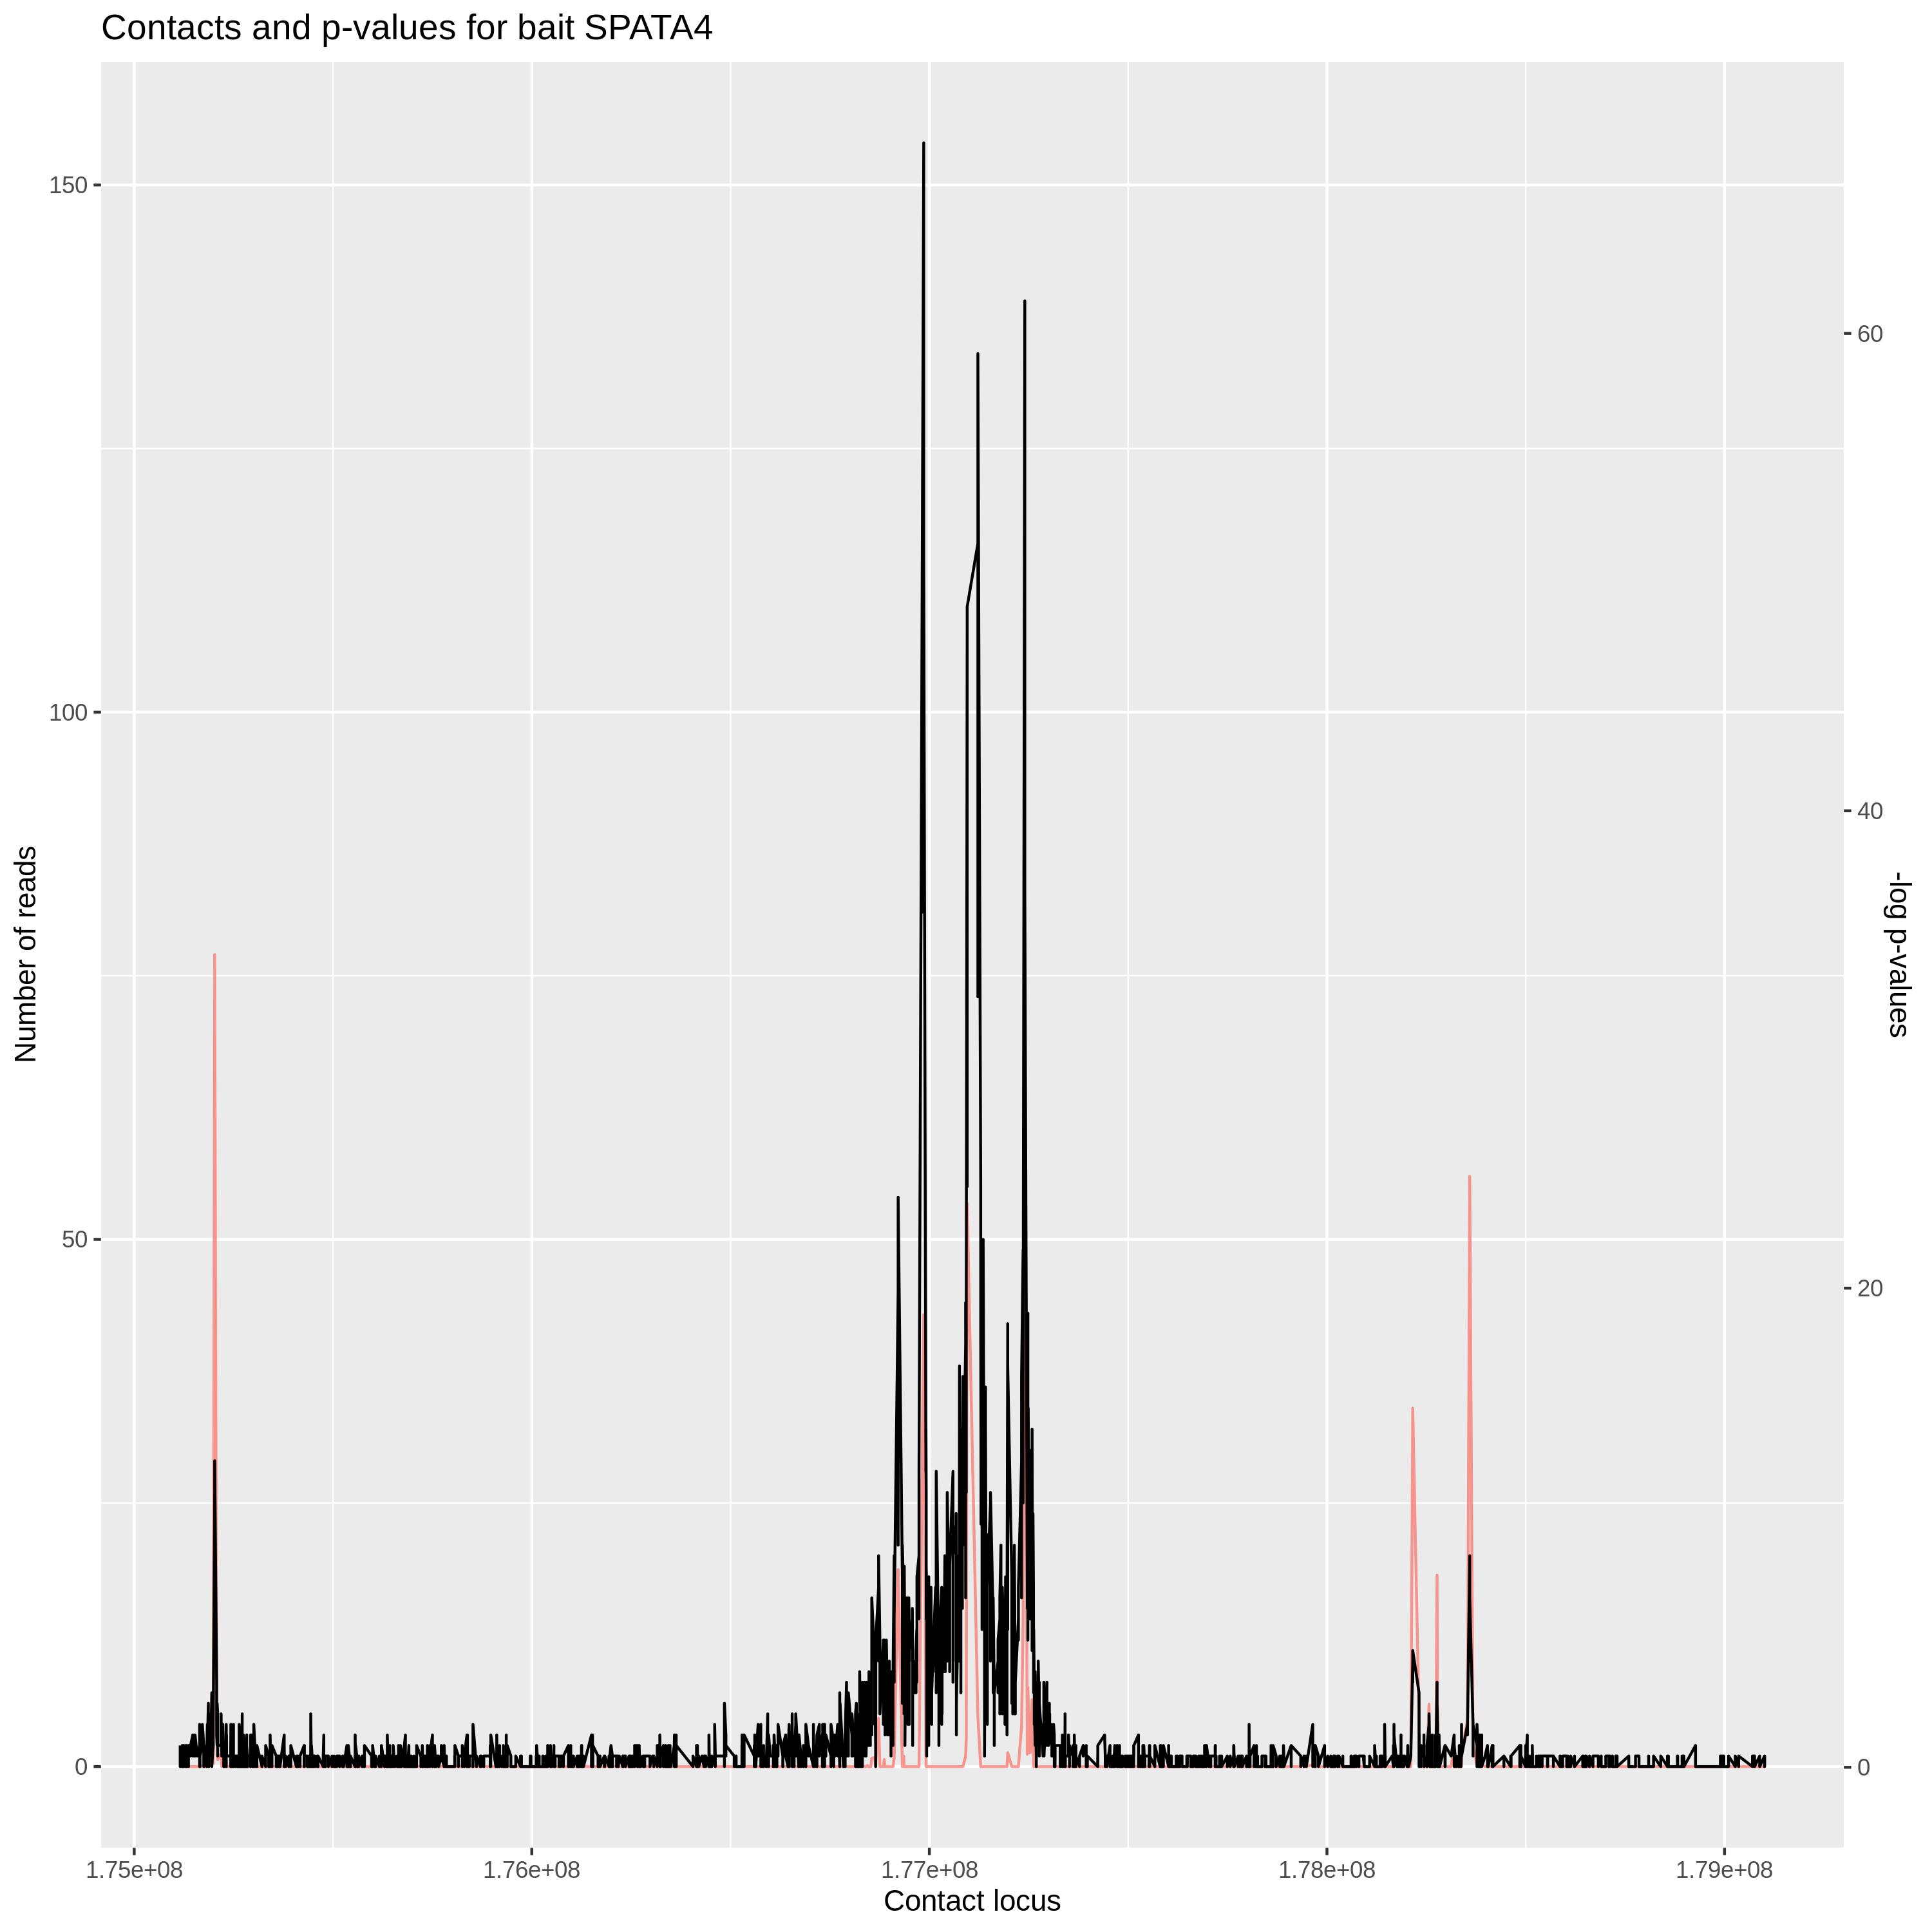 Contacts and p-values for bait SPATA4
150
100
50
0
Number of reads
60
40
20
0
-log p-values
1.75e+08
1.76e+08
1.77e+08
1.78e+08
1.79e+08
Contact locus